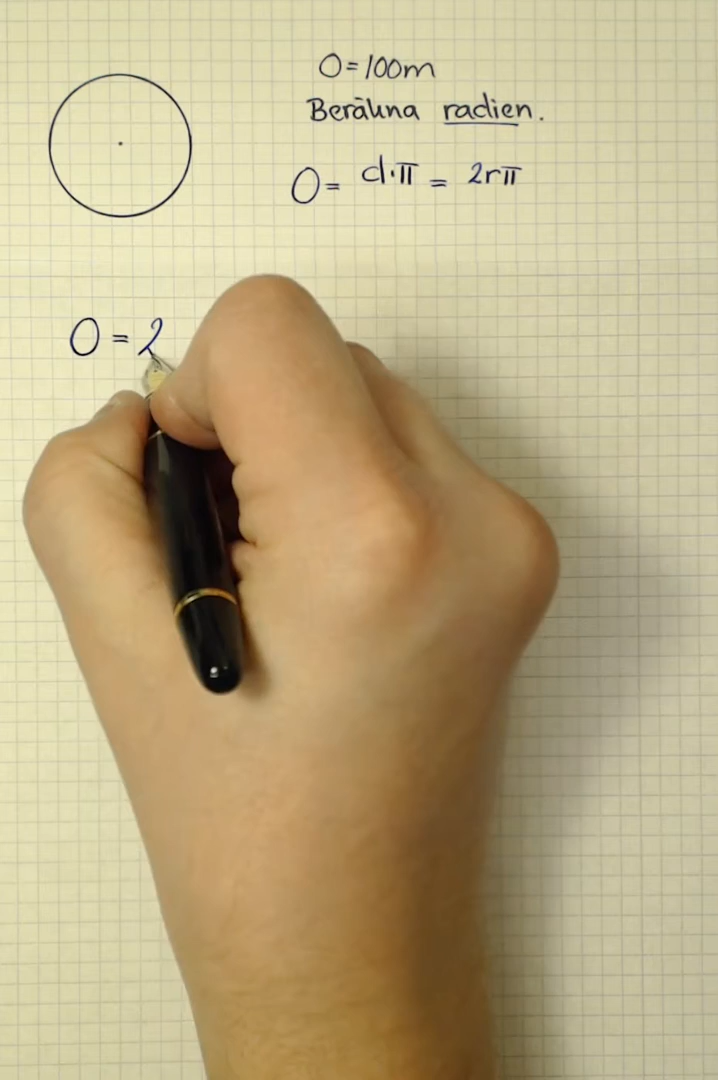 O=100m
Beräkna radien.
O= d·π = 2rπ
O = 2